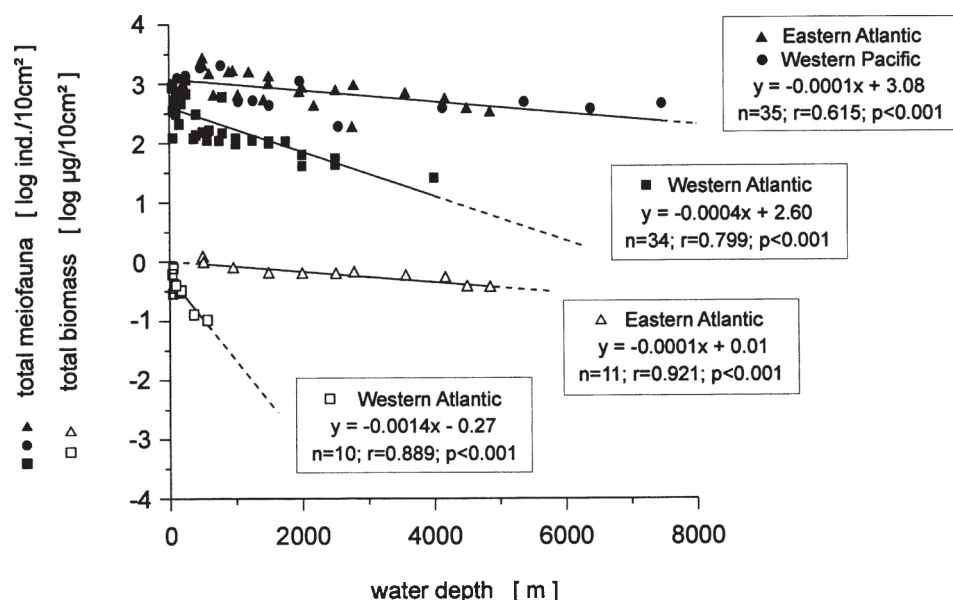 total meiofauna [ log ind./10cm² ]
total biomass [ log µg/10cm² ]
4
3
2
1
0
-1
-2
-3
-4
0 2000 4000 6000 8000
water depth [ m ]
▲ Eastern Atlantic
● Western Pacific
y = -0.0001x + 3.08
n=35; r=0.615; p<0.001
■ Western Atlantic
y = -0.0004x + 2.60
n=34; r=0.799; p<0.001
△ Eastern Atlantic
y = -0.0001x + 0.01
n=11; r=0.921; p<0.001
□ Western Atlantic
y = -0.0014x - 0.27
n=10; r=0.889; p<0.001